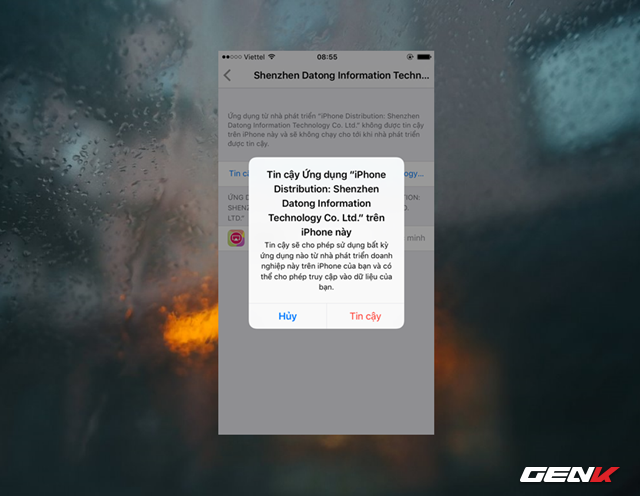 Viettel 08:55
Shenzhen Datong Information Techn...
Ứng dụng từ nhà phát triển "iPhone Distribution: Shenzhen
Datong Information Technology Co. Ltd." không được tin cậy
trên iPhone này và sẽ không chạy cho tới khi nhà phát triển
được tin cậy.
Tin Cậy Ứng dụng "iPhone
Distribution: Shenzhen
Datong Information
Technology Co. Ltd." trên
iPhone này
Tin cậy sẽ cho phép sử dụng bất kỳ
ứng dụng nào từ nhà phát triển doanh
nghiệp này trên iPhone của bạn và có
thể cho phép truy cập vào dữ liệu của
bạn.
Hủy Tin cậy
Tin cậ ology...
ỨNG D TION:
SHENZ
LTD."
minh
GENK